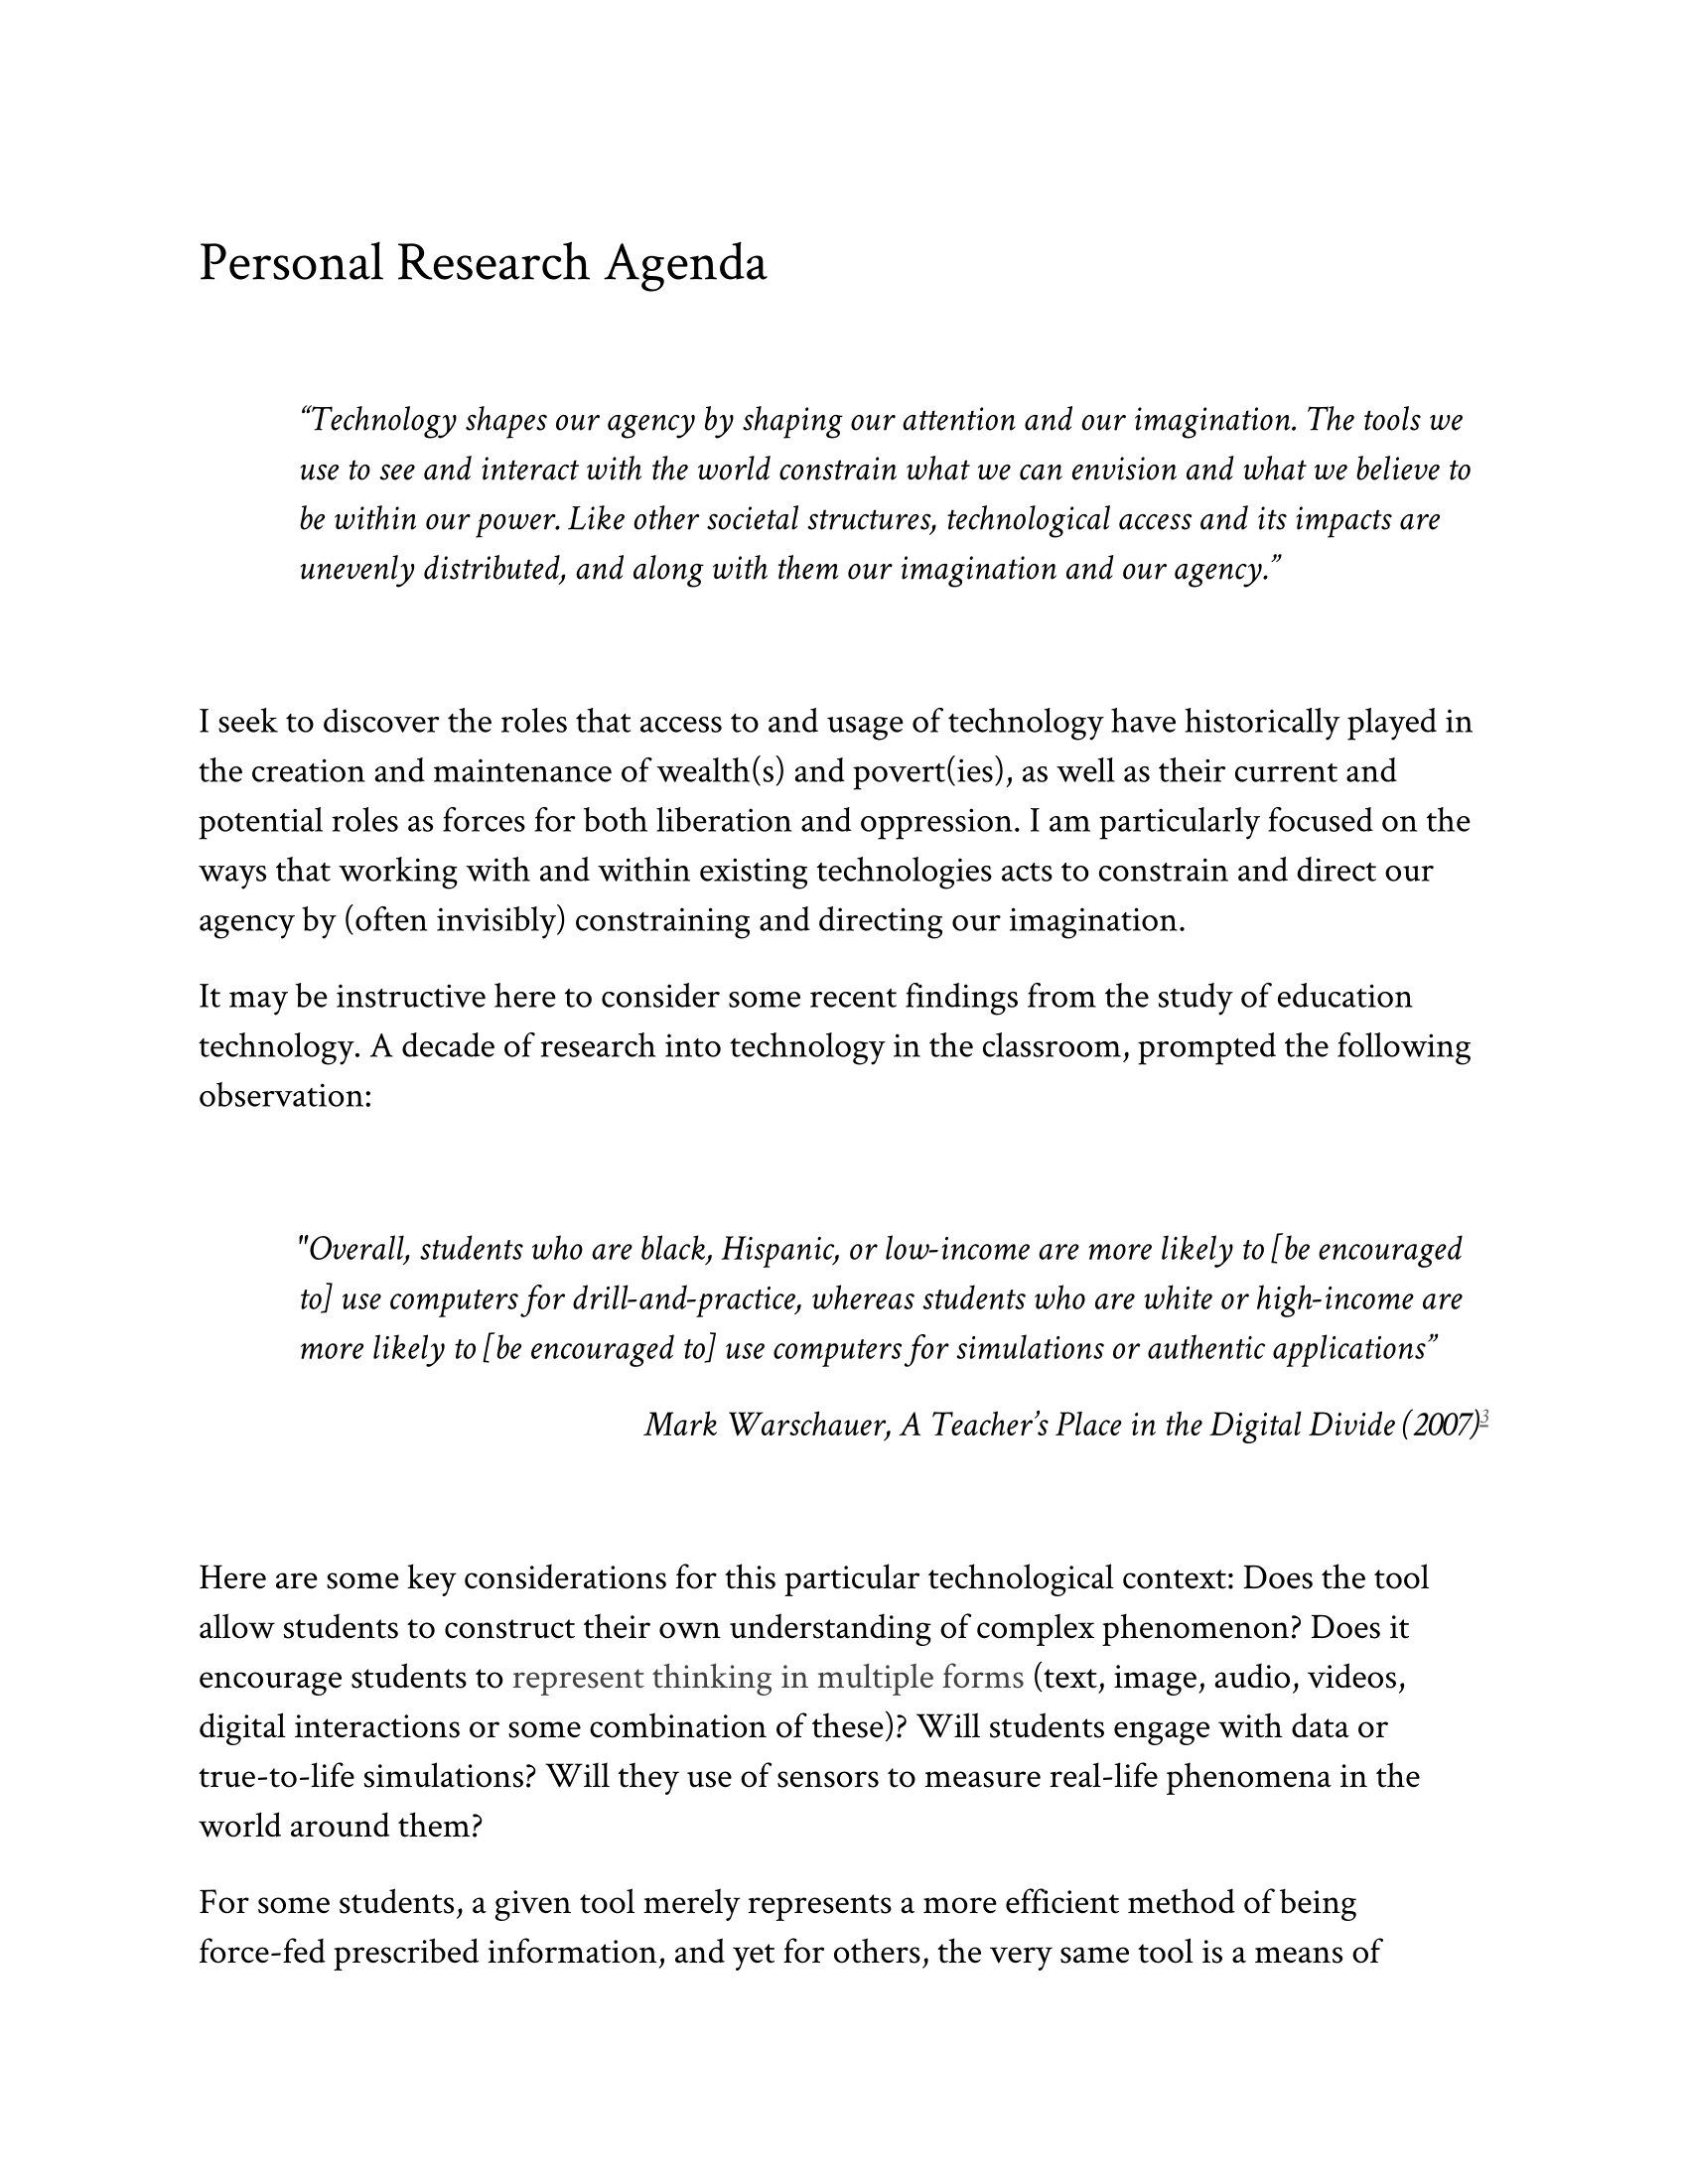 Personal Research Agenda
“Technology shapes our agency by shaping our attention and our imagination. The tools we
use to see and interact with the world constrain what we can envision and what we believe to
be within our power. Like other societal structures, technological access and its impacts are
unevenly distributed, and along with them our imagination and our agency.”
I seek to discover the roles that access to and usage of technology have historically played in
the creation and maintenance of wealth(s) and povert(ies), as well as their current and
potential roles as forces for both liberation and oppression. I am particularly focused on the
ways that working with and within existing technologies acts to constrain and direct our
agency by (often invisibly) constraining and directing our imagination.
It may be instructive here to consider some recent findings from the study of education
technology. A decade of research into technology in the classroom, prompted the following
observation:
"Overall, students who are black, Hispanic, or low-income are more likely to [be encouraged
to] use computers for drill-and-practice, whereas students who are white or high-income are
more likely to [be encouraged to] use computers for simulations or authentic applications”
Mark Warschauer, A Teacher’s Place in the Digital Divide (2007)3
Here are some key considerations for this particular technological context: Does the tool
allow students to construct their own understanding of complex phenomenon? Does it
encourage students to represent thinking in multiple forms (text, image, audio, videos,
digital interactions or some combination of these)? Will students engage with data or
true-to-life simulations? Will they use of sensors to measure real-life phenomena in the
world around them?
For some students, a given tool merely represents a more efficient method of being
force-fed prescribed information, and yet for others, the very same tool is a means of